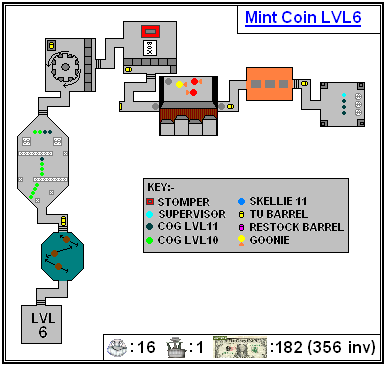 Mint Coin LVL6
BOX
KEY:-
STOMPER
SUPERVISOR
COG LVL11
COG LVL10
SKELLIE 11
TU BARREL
RESTOCK BARREL
GOONIE
LVL
6
:16 :1 :182 (356 inv)